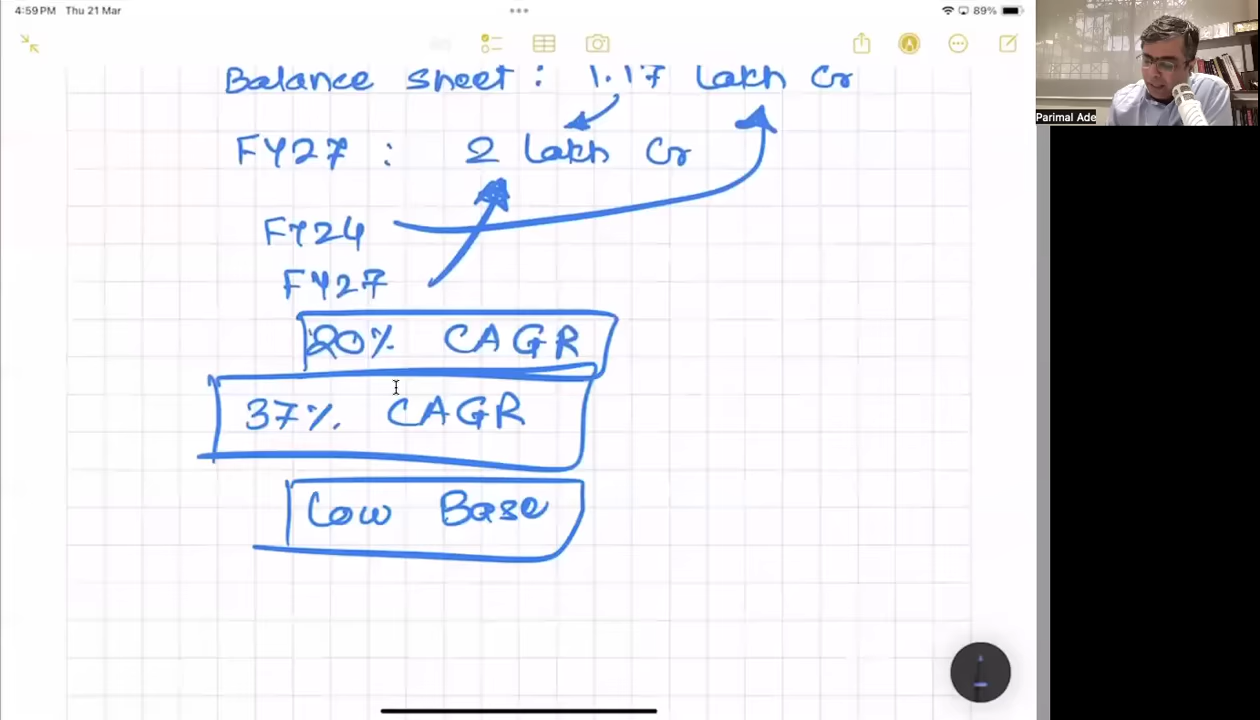 4:59 PM Thu 21 Mar
89%
Parimal Ade
Balance sheet : 1.17 Lakh Cr
FY27 : 2 Lakh Cr
FY24
FY27
20% CAGR
37% CAGR
Low Base